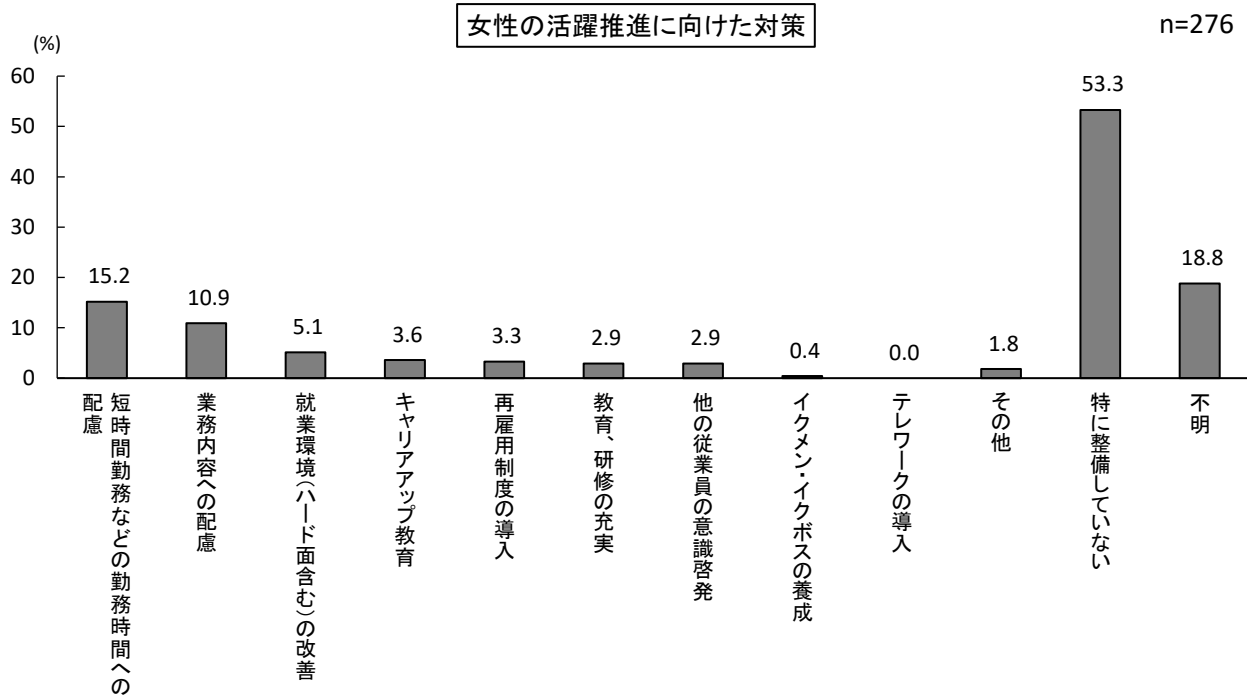 女性の活躍推進に向けた対策
n=276
(%)
60
50
40
30
20
10
0
15.2
10.9
5.1
3.6
3.3
2.9
2.9
0.4
0.0
1.8
53.3
18.8
短時間勤務などの勤務時間への
配慮
業務内容への配慮
就業環境(ハード面含む)の改善
キャリアアップ教育
再雇用制度の導入
教育、研修の充実
他の従業員の意識啓発
イクメン・イクボスの養成
テレワークの導入
その他
特に整備していない
不明